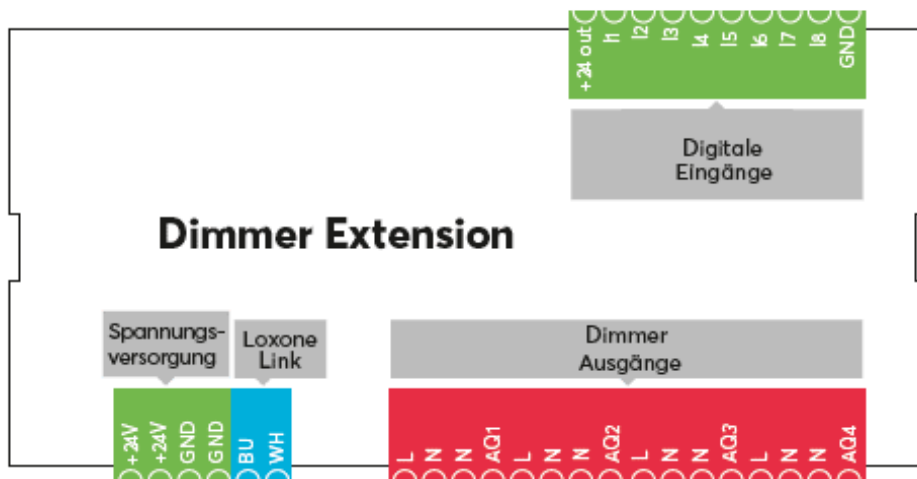 +24 out I1 I2 I3 I4 I5 I6 I7 I8 GND
Digitale
Eingänge
Dimmer Extension
Spannungs-
versorgung
Loxone
Link
Dimmer
Ausgänge
+24V +24V GND GND BU WH L N N AQ1 L N N AQ2 L N N AQ3 L N N AQ4